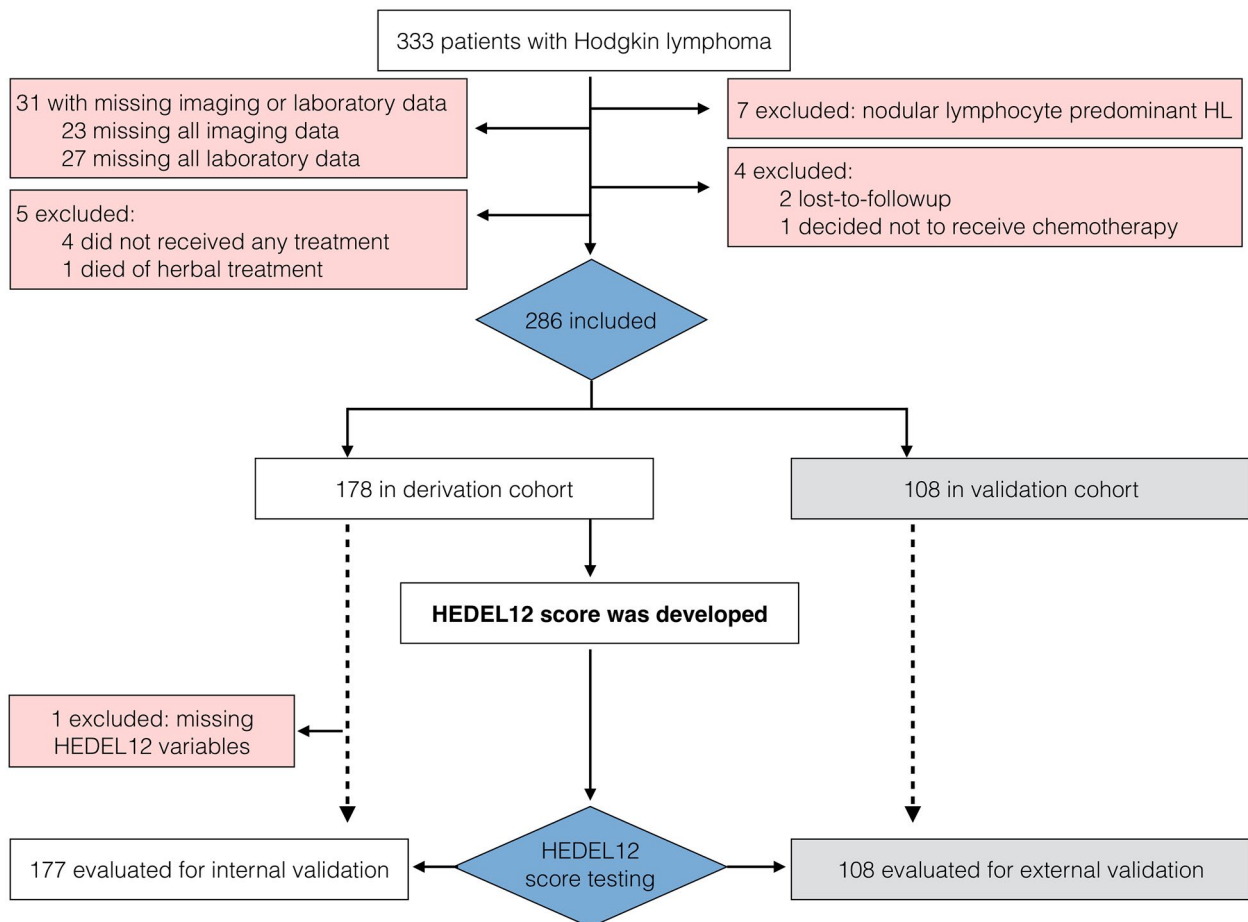 333 patients with Hodgkin lymphoma
31 with missing imaging or laboratory data
23 missing all imaging data
27 missing all laboratory data
7 excluded: nodular lymphocyte predominant HL
4 excluded:
2 lost-to-followup
1 decided not to receive chemotherapy
5 excluded:
4 did not received any treatment
1 died of herbal treatment
286 included
178 in derivation cohort
108 in validation cohort
HEDEL12 score was developed
1 excluded: missing
HEDEL12 variables
177 evaluated for internal validation
HEDEL12
score testing
108 evaluated for external validation